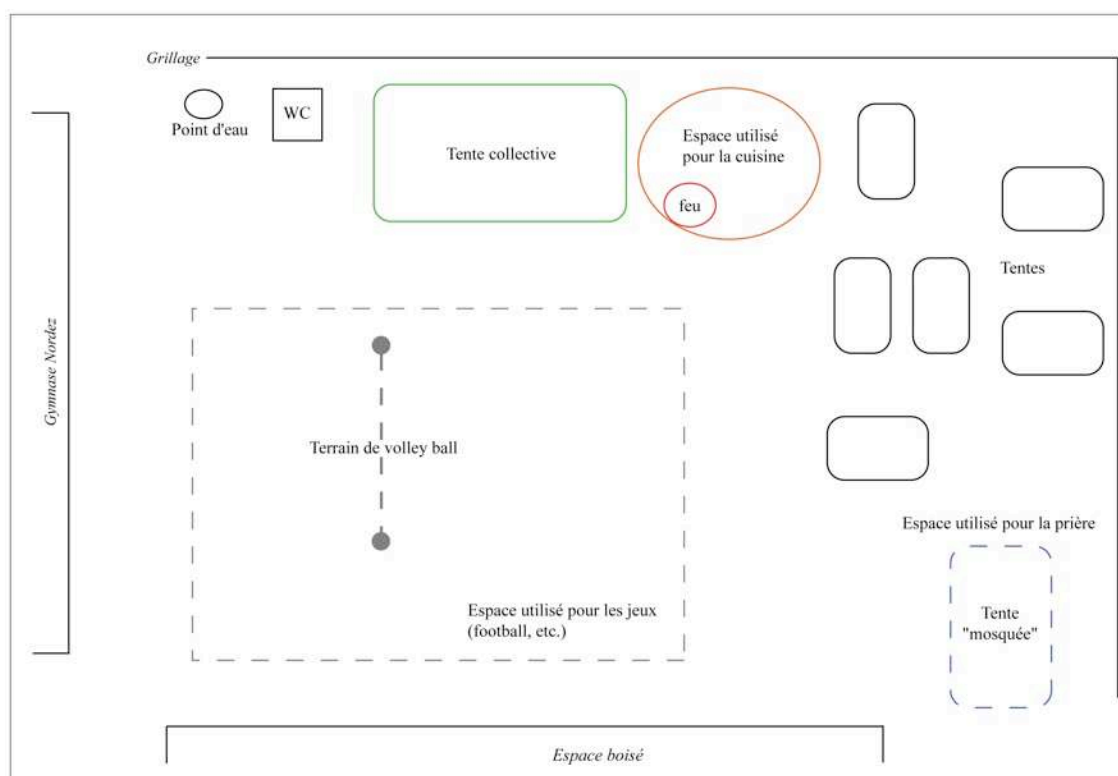 Grillage
Point d'eau
WC
Tente collective
Espace utilisé
pour la cuisine
feu
Tentes
Gymnase Nordez
Terrain de volley ball
Espace utilisé pour les jeux
(football, etc.)
Espace utilisé pour la prière
Tente
"mosquée"
Espace boisé